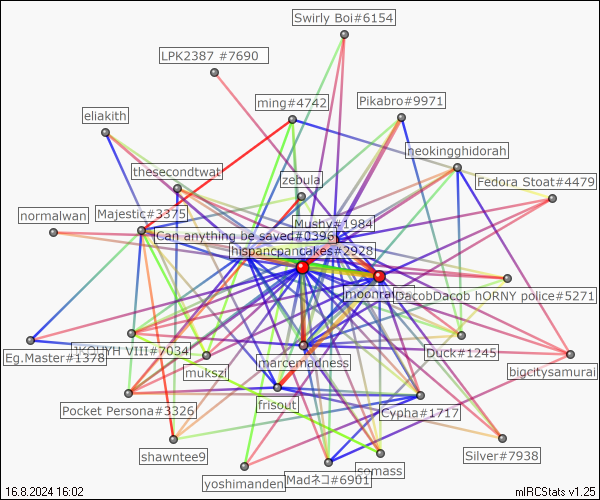 Swirly Boi#6154
LPK2387 #7690
ming#4742
Pikabro#9971
eliakith
neokingghidorah
thesecondtwat
zebula
Fedora Stoat#4479
normalwan
Majestic#3375
Mushy#1984
Can anything be saved#0396
hispancpancakes#2928
moonra
DacobDacob hORNY police#5271
Eg.Master#1378
VIII#7034
mukszi
marcemadness
Duck#1245
bigcitysamurai
Pocket Persona#3326
frisout
Cypha#1717
shawntee9
yoshimanden
Madネコ#6901
somass
Silver#7938
16.8.2024 16:02
mIRCStats v1.25